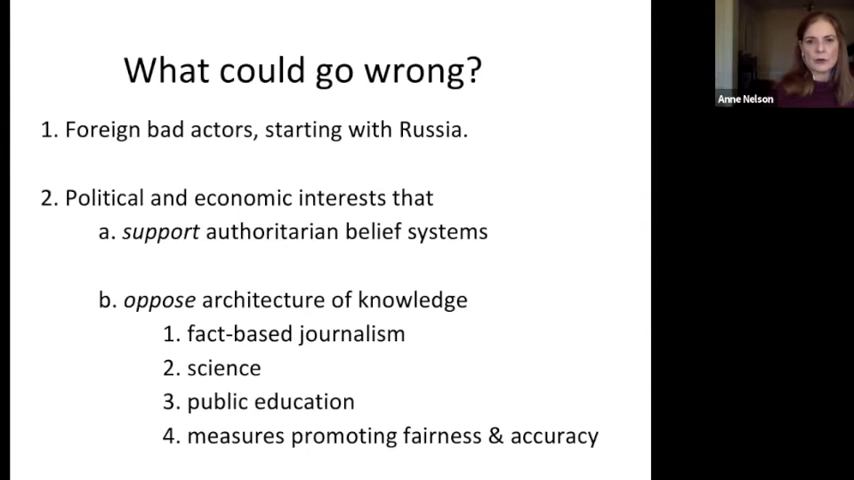 What could go wrong?
Anne Nelson
1. Foreign bad actors, starting with Russia.
2. Political and economic interests that
a. support authoritarian belief systems
b. oppose architecture of knowledge
1. fact-based journalism
2. science
3. public education
4. measures promoting fairness & accuracy